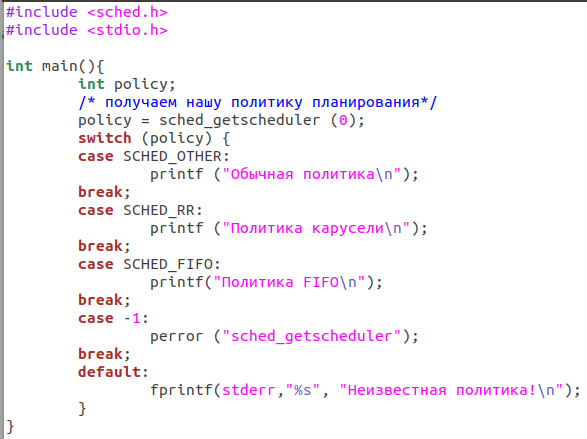 #include <sched.h>
#include <stdio.h>

int main(){
        int policy;
        /* получаем нашу политику планирования*/
        policy = sched_getscheduler (0);
        switch (policy) {
        case SCHED_OTHER:
                printf ("Обычная политика\n");
        break;
        case SCHED_RR:
                printf ("Политика карусели\n");
        break;
        case SCHED_FIFO:
                printf("Политика FIFO\n");
        break;
        case -1:
                perror ("sched_getscheduler");
        break;
        default:
                fprintf(stderr,"%s", "Неизвестная политика!\n");
        }
}